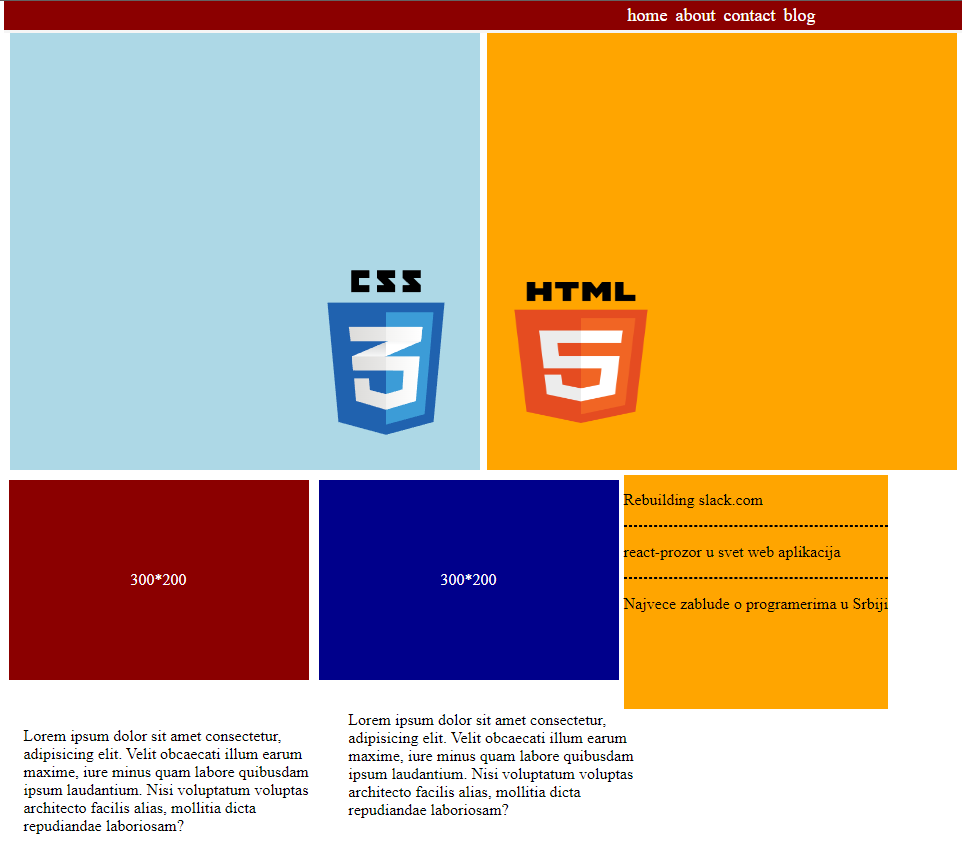 home about contact blog
CSS
3
HTML
5
300*200
300*200
Rebuilding slack.com
react-prozor u svet web aplikacija
Najvece zablude o programerima u Srbiji
Lorem ipsum dolor sit amet consectetur,
adipisicing elit. Velit obcaecati illum earum
maxime, iure minus quam labore quibusdam
ipsum laudantium. Nisi voluptatum voluptas
architecto facilis alias, mollitia dicta
repudiandae laboriosam?
Lorem ipsum dolor sit amet consectetur,
adipisicing elit. Velit obcaecati illum earum
maxime, iure minus quam labore quibusdam
ipsum laudantium. Nisi voluptatum voluptas
architecto facilis alias, mollitia dicta
repudiandae laboriosam?